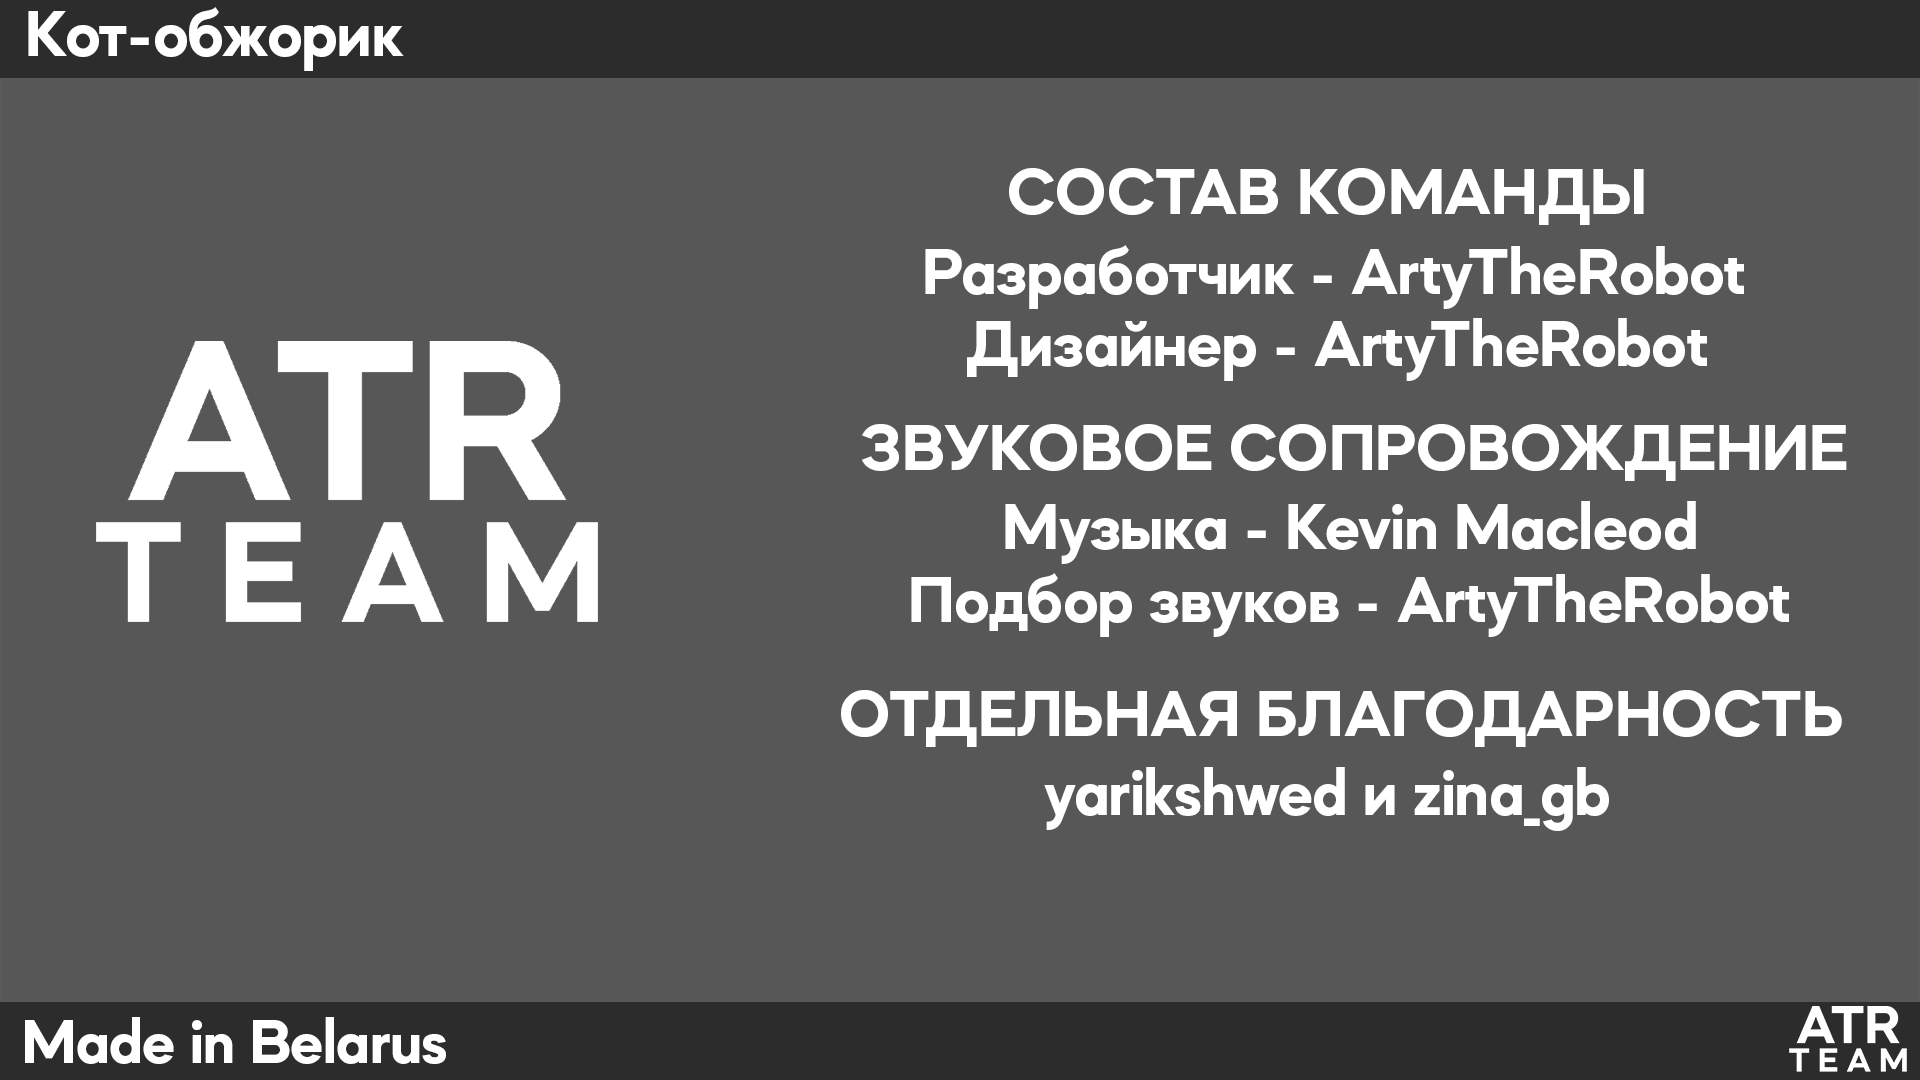 Кот-обжорик
ATR
TEAM
СОСТАВ КОМАНДЫ
Разработчик - ArtyTheRobot
Дизайнер - ArtyTheRobot
ЗВУКОВОЕ СОПРОВОЖДЕНИЕ
Музыка - Kevin Macleod
Подбор звуков - ArtyTheRobot
ОТДЕЛЬНАЯ БЛАГОДАРНОСТЬ
yarikshwed и zina_gb
Made in Belarus
ATR
TEAM